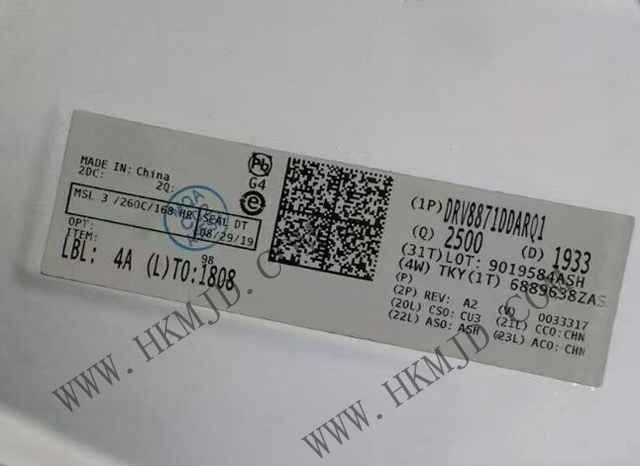 MADE IN: China
2DC: 2Q:
Pb
G4
e
MSL 3 /260C/168 HR SEAL DT
08/29/19
OPT:
ITEM: 98
LBL: 4A (L)TO:1808
(1P) DRV8871DDARQ1
(Q) 2500 (D) 1933
(31T)LOT: 9019584ASH
(4W) TKY(1T) 6889638ZAS
(P)
(2P) REV: A2 (V) 0033317
(20L) CSO: CU3 (21L) CCO:CHN
(22L) ASO: ASH (23L) ACO: CHN
WWW.HKMJD.COM
WWW.HKMJD.COM